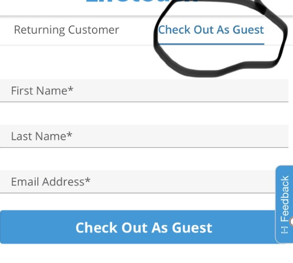 Returning Customer
Check Out As Guest
First Name*
Last Name*
Email Address*
Feedback
Check Out As Guest